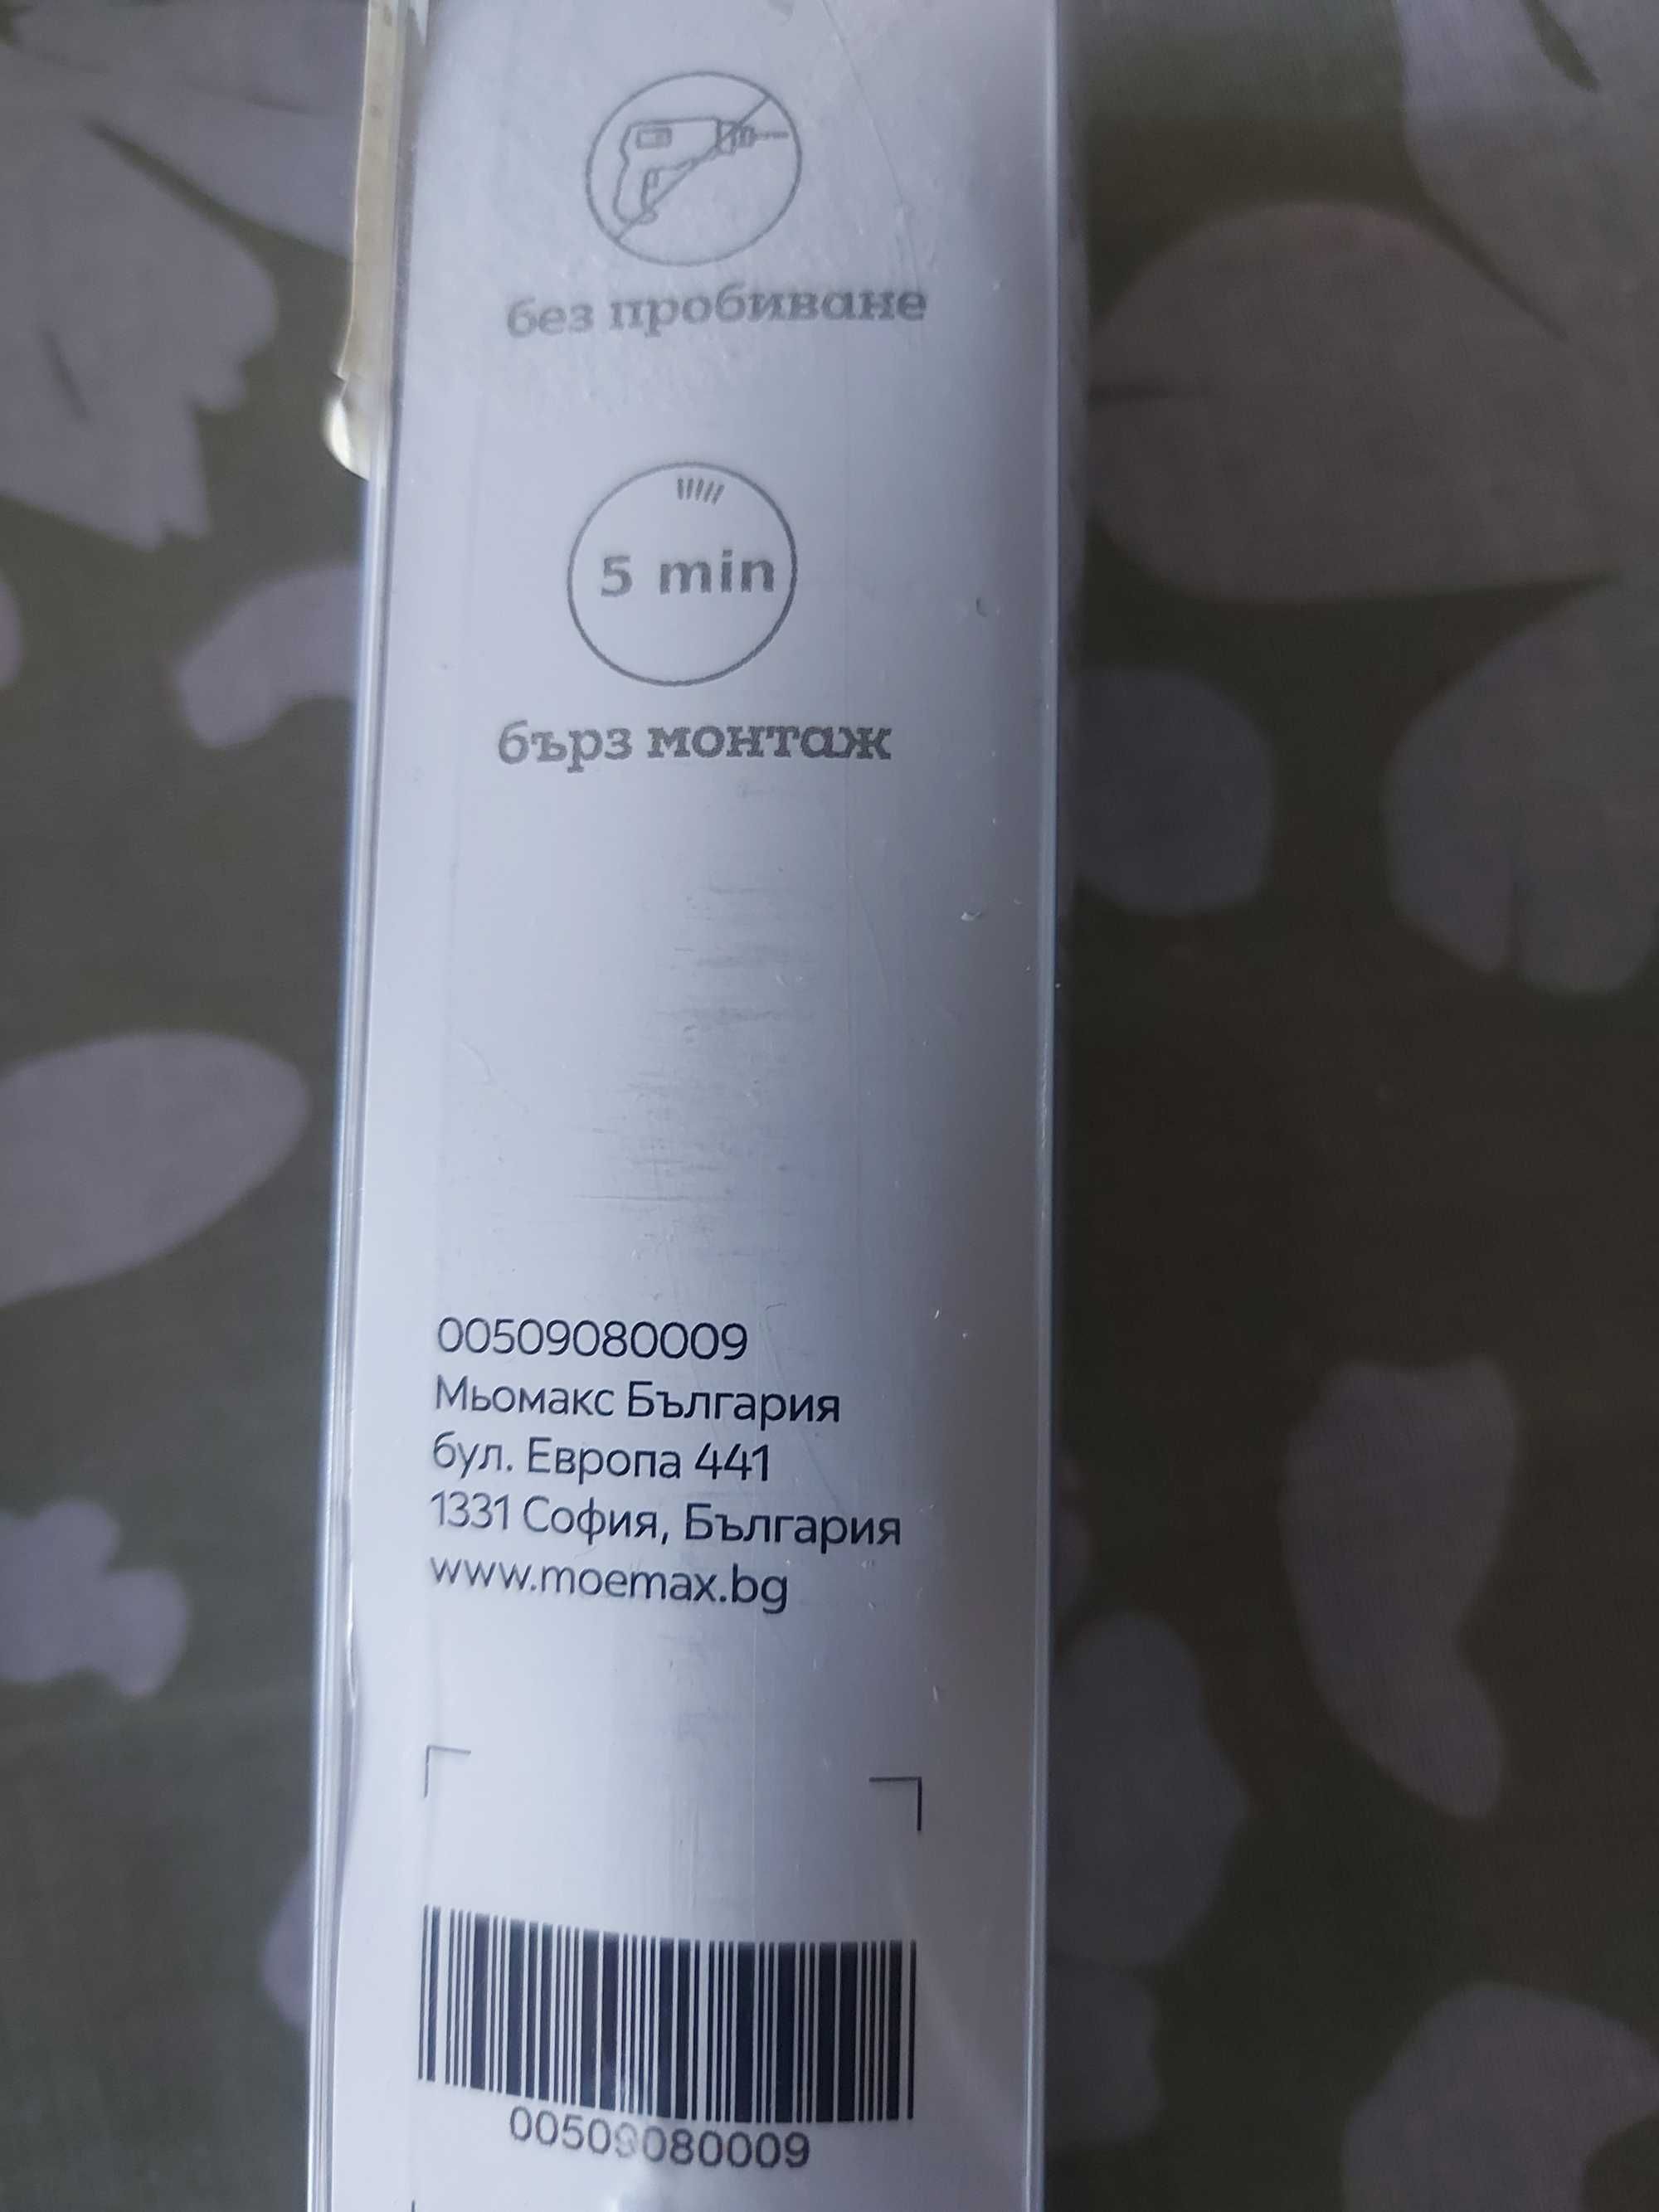 без пробиване
5 min
бърз монтаж
00509080009
Мьомакс България
бул. Европа 441
1331 София, България
www.moemax.bg
00509080009